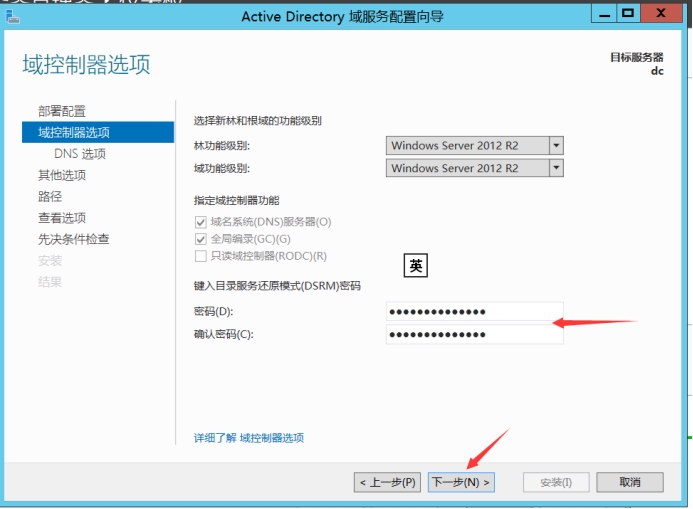 Active Directory 域服务配置向导
域控制器选项
目标服务器
dc
部署配置
域控制器选项
DNS 选项
其他选项
路径
查看选项
先决条件检查
安装
结果
选择新林和根域的功能级别
林功能级别: Windows Server 2012 R2
域功能级别: Windows Server 2012 R2
指定域控制器功能
域名系统(DNS)服务器(O)
全局编录(GC)(G)
只读域控制器(RODC)(R)
英
键入目录服务还原模式(DSRM)密码
密码(D): ●●●●●●●●●●●●●●
确认密码(C): ●●●●●●●●●●●●●●
详细了解 域控制器选项
< 上一步(P) 下一步(N) > 安装(I) 取消